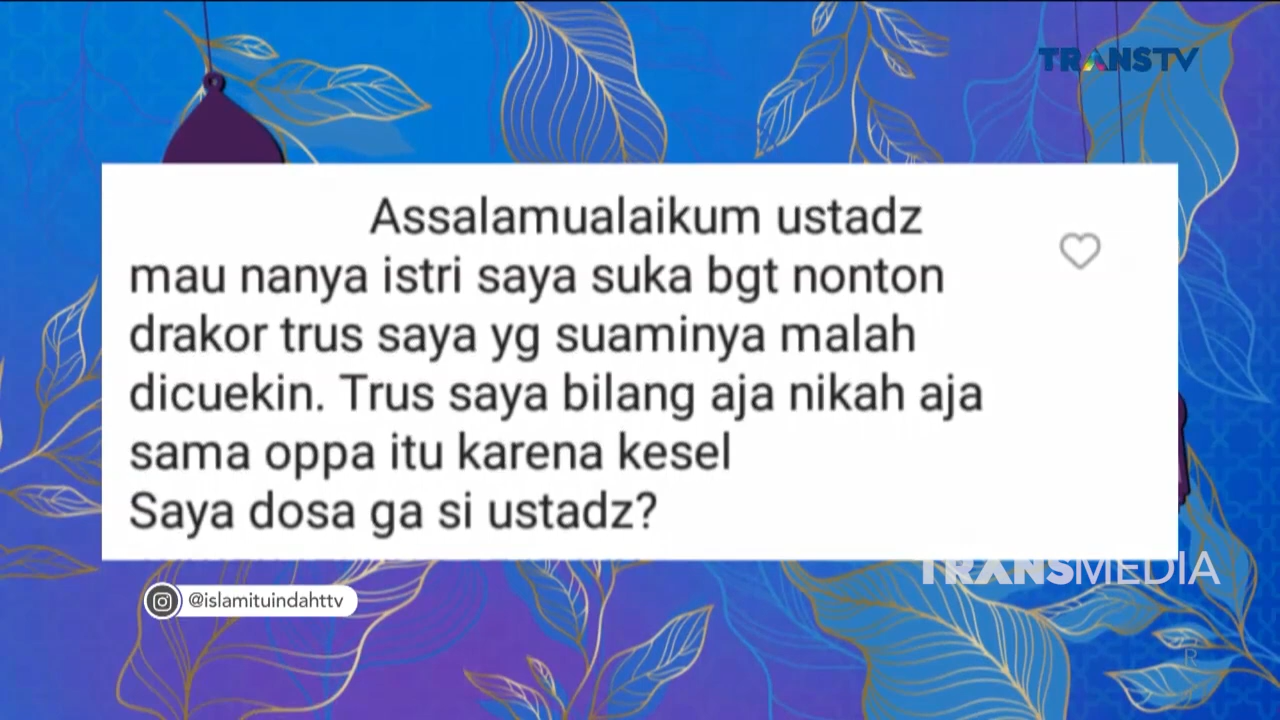 TRANSTV
Assalamualaikum ustadz
mau nanya istri saya suka bgt nonton
drakor trus saya yg suaminya malah
dicuekin. Trus saya bilang aja nikah aja
sama oppa itu karena kesel
Saya dosa ga si ustadz?
TRANSMEDIA
@islamituindahttv
R